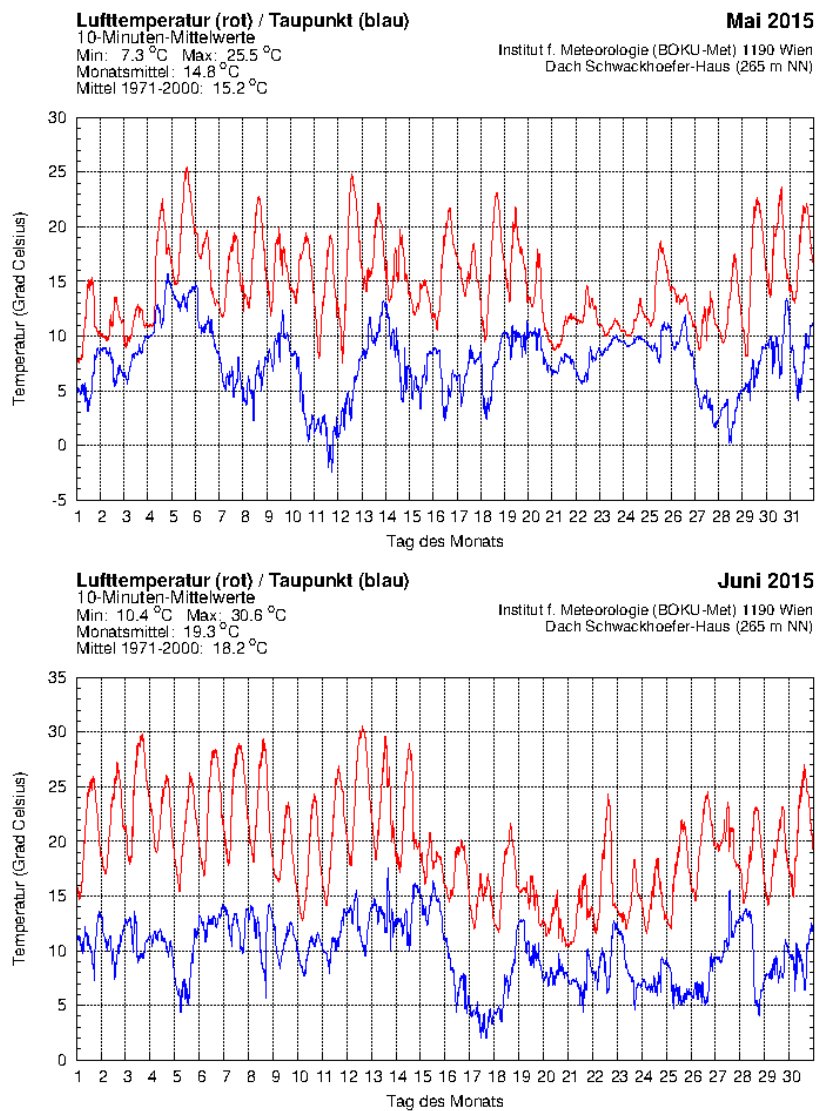 Lufttemperatur (rot) / Taupunkt (blau)
Mai 2015
10-Minuten-Mittelwerte
Min: 7.3 °C Max: 25.5 °C
Monatsmittel: 14.8 °C
Mittel 1971-2000: 15.2 °C
Institut f. Meteorologie (BOKU-Met) 1190 Wien
Dach Schwackhoefer-Haus (265 m NN)
Temperatur (Grad Celsius)
30
25
20
15
10
5
0
-5
1 2 3 4 5 6 7 8 9 10 11 12 13 14 15 16 17 18 19 20 21 22 23 24 25 26 27 28 29 30 31
Tag des Monats
Lufttemperatur (rot) / Taupunkt (blau)
Juni 2015
10-Minuten-Mittelwerte
Min: 10.4 °C Max: 30.6 °C
Monatsmittel: 19.3 °C
Mittel 1971-2000: 18.2 °C
Institut f. Meteorologie (BOKU-Met) 1190 Wien
Dach Schwackhoefer-Haus (265 m NN)
Temperatur (Grad Celsius)
35
30
25
20
15
10
5
0
1 2 3 4 5 6 7 8 9 10 11 12 13 14 15 16 17 18 19 20 21 22 23 24 25 26 27 28 29 30
Tag des Monats